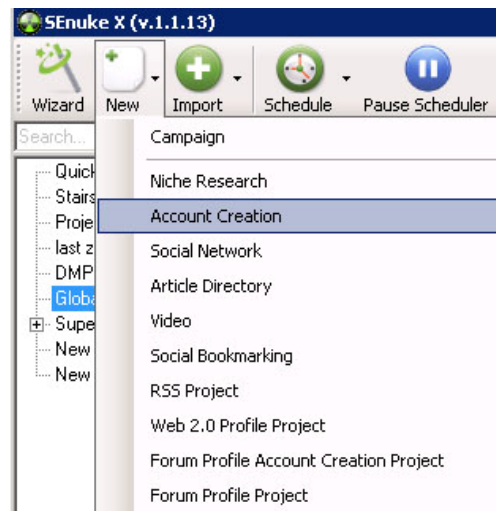 SEnuke X (v.1.1.13)
Wizard New Import Schedule Pause Scheduler
Search...
Campaign
Quick
Niche Research
Stairs
Account Creation
Proje
last z
Social Network
DMP
Article Directory
Globa
Video
Supe
New
Social Bookmarking
New
RSS Project
Web 2.0 Profile Project
Forum Profile Account Creation Project
Forum Profile Project